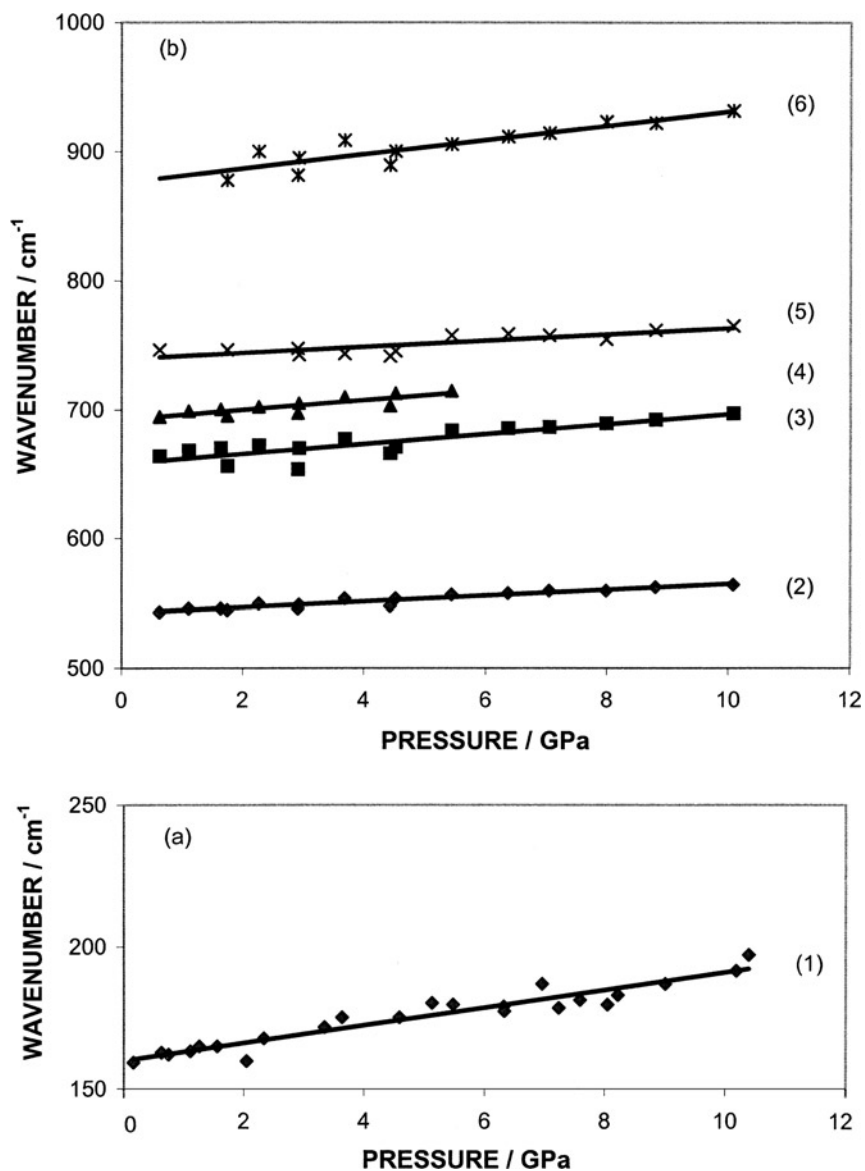 1000
(b)
(6)
900
800
(5)
(4)
700
(3)
600
(2)
500
WAVENUMBER / cm⁻¹
0 2 4 6 8 10 12
PRESSURE / GPa
250
(a)
200
(1)
150
WAVENUMBER / cm⁻¹
0 2 4 6 8 10 12
PRESSURE / GPa